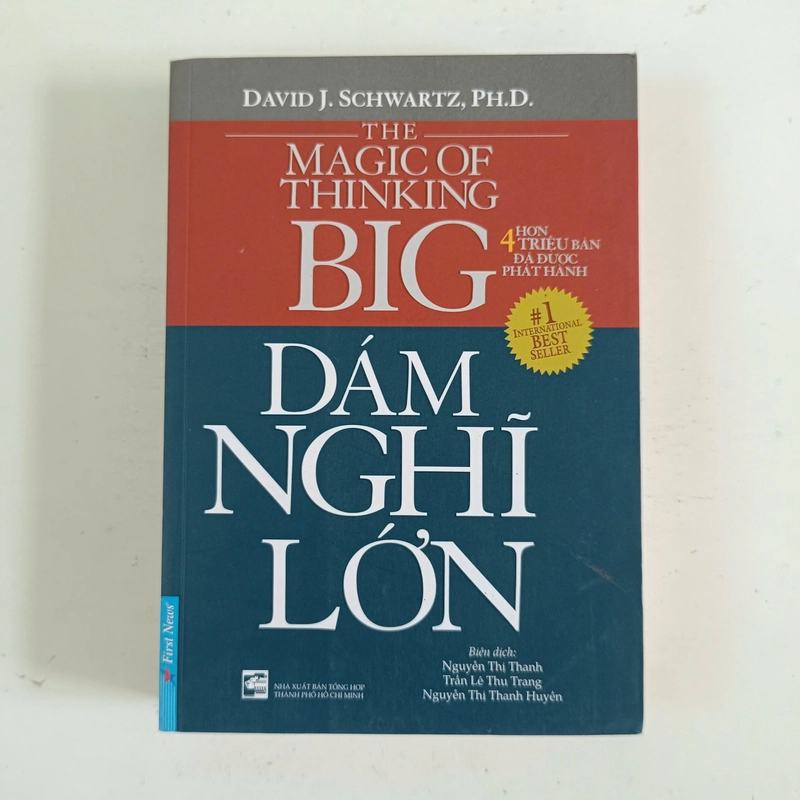 DAVID J. SCHWARTZ, PH.D.
THE
MAGIC OF
THINKING
BIG
4 HƠN
TRIỆU BẢN
ĐÃ ĐƯỢC
PHÁT HÀNH
#1
INTERNATIONAL
BEST
SELLER
DÁM
NGHĨ
LỚN
First News
Biên dịch:
Nguyễn Thị Thanh
Trần Lê Thu Trang
Nguyễn Thị Thanh Huyền
NHÀ XUẤT BẢN TỔNG HỢP
THÀNH PHỐ HỒ CHÍ MINH